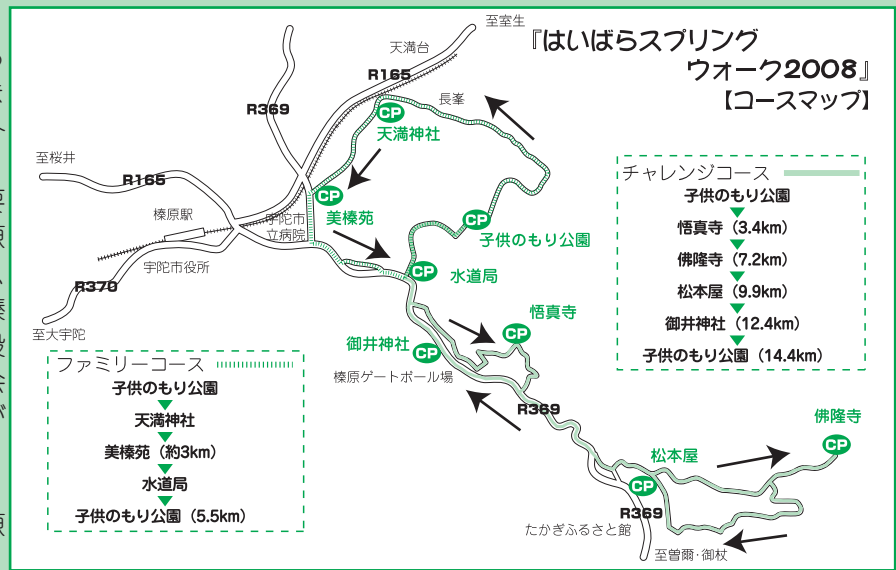 『はいばらスプリング
ウォーク2008』
【コースマップ】
至室生
天満台
R165
R369
長峯
CP
天満神社
至桜井
R165
CP
美榛苑
榛原駅
宇陀市
立病院
CP
子供のもり公園
宇陀市役所
CP
水道局
R370
至大宇陀
御井神社
CP
悟真寺
CP
榛原ゲートボール場
R369
佛隆寺
CP
松本屋
CP
R369
たかぎふるさと館
至曽爾・御杖
チャレンジコース
子供のもり公園
悟真寺（3.4km）
佛隆寺（7.2km）
松本屋（9.9km）
御井神社（12.4km）
子供のもり公園（14.4km）
ファミリーコース
子供のもり公園
天満神社
美榛苑（約3km）
水道局
子供のもり公園（5.5km）